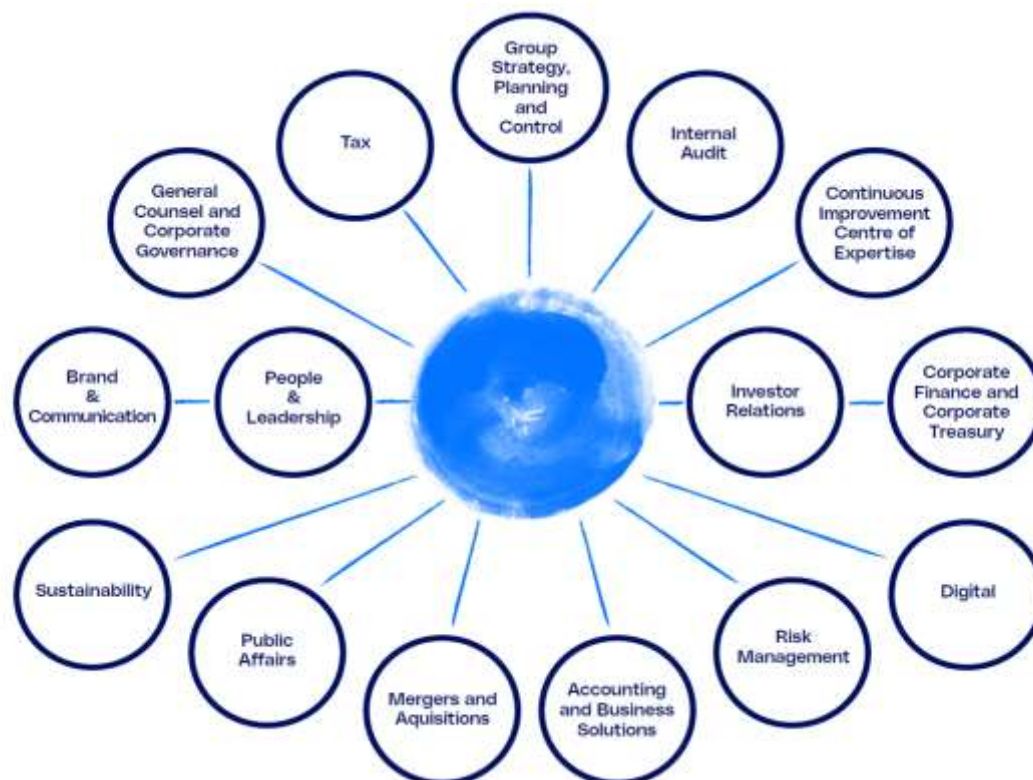 Group
Strategy,
Planning
and
Control
Tax
Internal
Audit
General
Counsel and
Corporate
Governance
Continuous
Improvement
Centre of
Expertise
Brand
&
Communication
People
&
Leadership
Investor
Relations
Corporate
Finance and
Corporate
Treasury
Sustainability
Digital
Public
Affairs
Risk
Management
Mergers and
Aquisitions
Accounting
and Business
Solutions